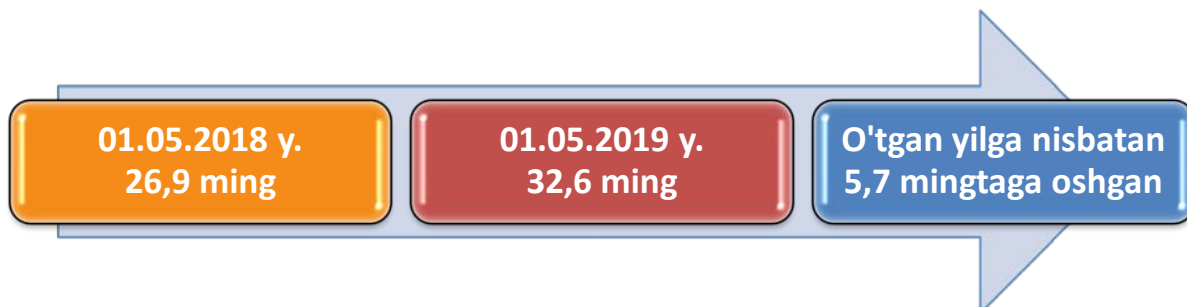 01.05.2018 y.
26,9 ming
01.05.2019 y.
32,6 ming
O'tgan yilga nisbatan
5,7 mingtaga oshgan